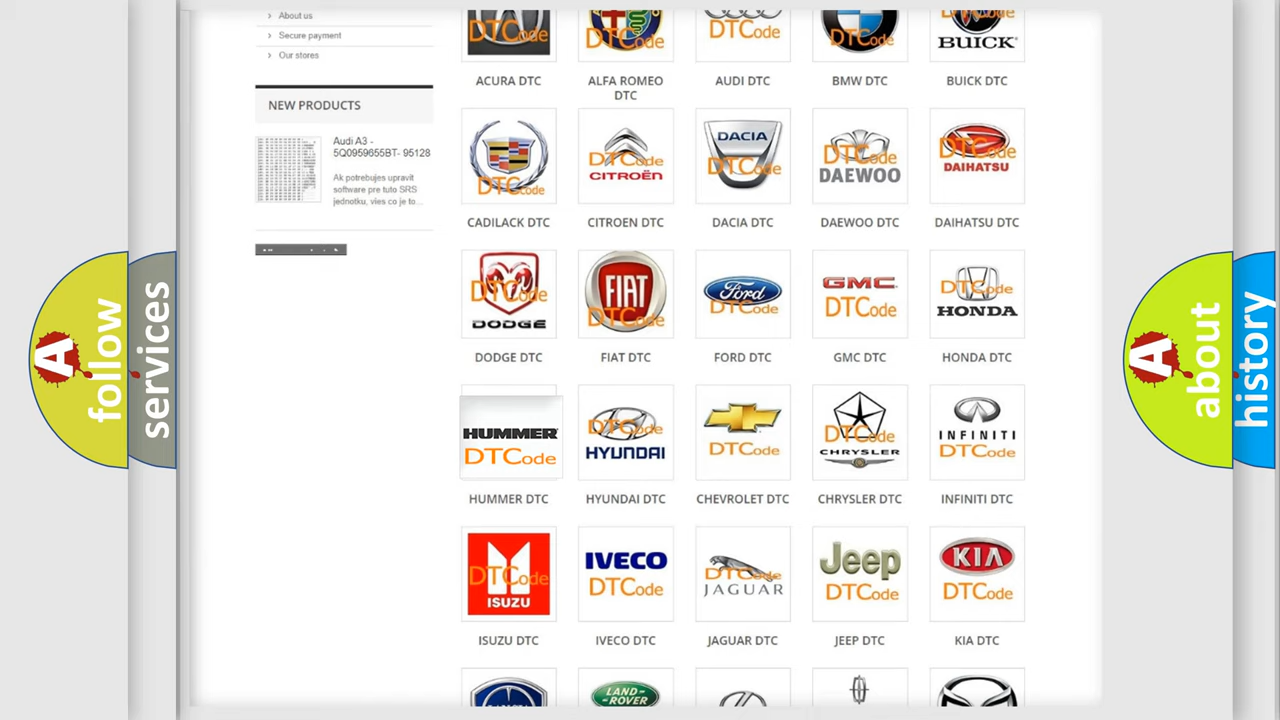 About us
Secure payment
Our stores
NEW PRODUCTS
Audi A3 -
5Q0959655BT- 95128
Ak potrebujes upravit
software pre tuto SRS
jednotku, vies co je to...
DTCode
DTCode
DTCode
DTCode
DTCode
BUICK
ACURA DTC
ALFA ROMEO
DTC
AUDI DTC
BMW DTC
BUICK DTC
DTCode
DTCode
CITROËN
DACIA
DTCode
DTCode
DAEWOO
DTCode
DAIHATSU
CADILACK DTC
CITROEN DTC
DACIA DTC
DAEWOO DTC
DAIHATSU DTC
DTCode
DODGE
FIAT
DTCode
Ford
DTCode
GMC
DTCode
DTCode
HONDA
DODGE DTC
FIAT DTC
FORD DTC
GMC DTC
HONDA DTC
HUMMER
DTCode
DTCode
HYUNDAI
DTCode
DTCode
CHRYSLER
INFINITI
DTCode
HUMMER DTC
HYUNDAI DTC
CHEVROLET DTC
CHRYSLER DTC
INFINITI DTC
DTCode
ISUZU
IVECO
DTCode
DTCode
JAGUAR
Jeep
DTCode
KIA
DTCode
ISUZU DTC
IVECO DTC
JAGUAR DTC
JEEP DTC
KIA DTC
LAND-
ROVER
A
follow
services
A
about
history